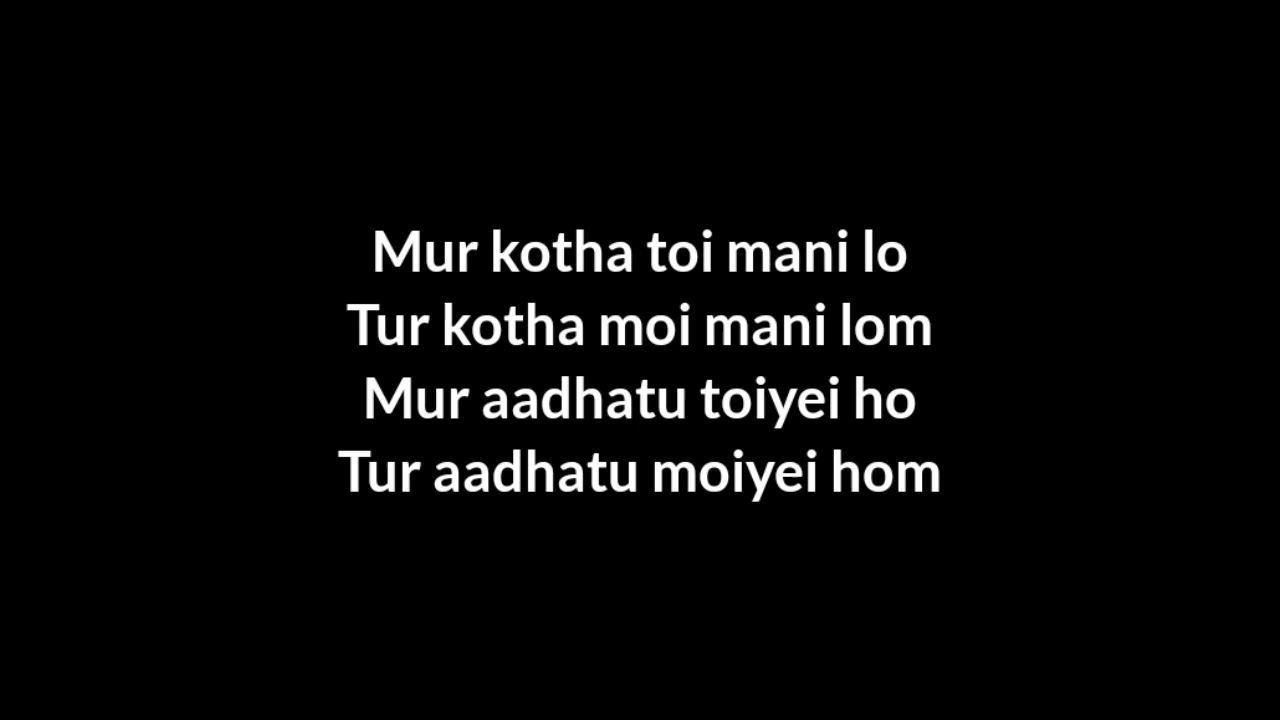 Mur kotha toi mani lo
Tur kotha moi mani lom
Mur aadhatu toiyei ho
Tur aadhatu moiyei hom